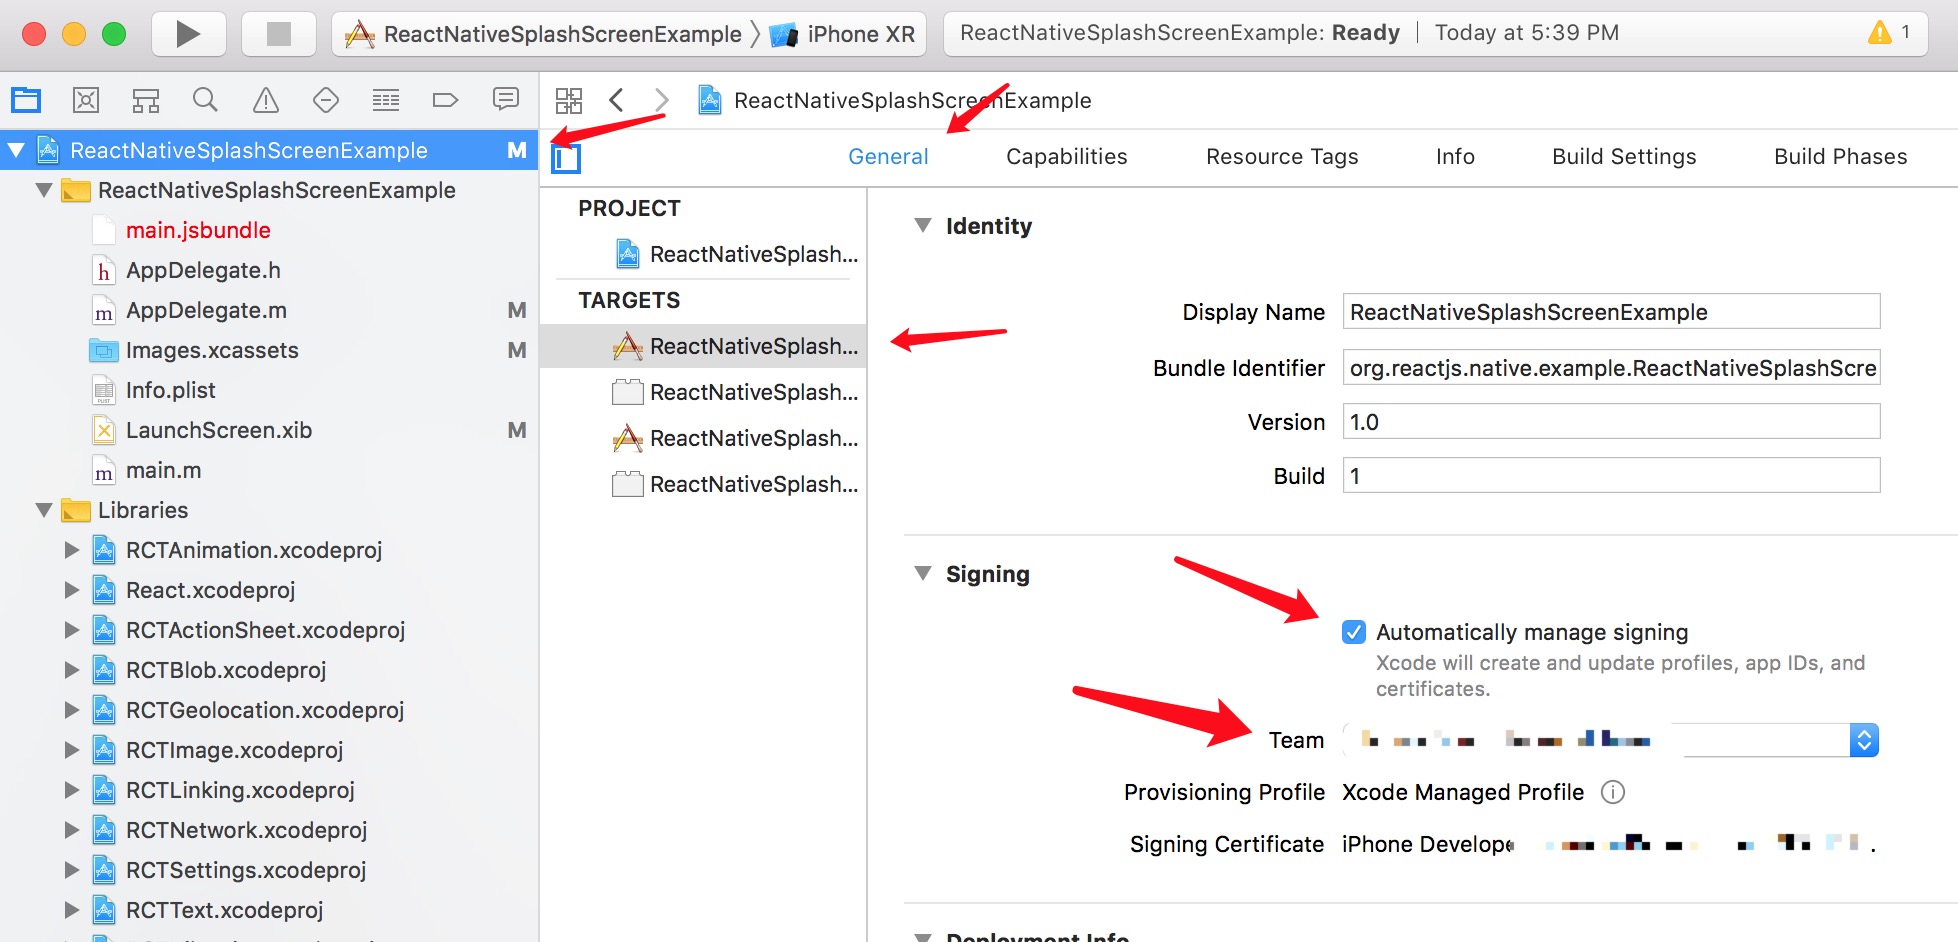 ReactNativeSplashScreenExample iPhone XR
ReactNativeSplashScreenExample: Ready Today at 5:39 PM 1
ReactNativeSplashScreenExample
ReactNativeSplashScreenExample M
General Capabilities Resource Tags Info Build Settings Build Phases
ReactNativeSplashScreenExample
main.jsbundle
AppDelegate.h
AppDelegate.m M
Images.xcassets M
Info.plist
LaunchScreen.xib M
main.m
Libraries
RCTAnimation.xcodeproj
React.xcodeproj
RCTActionSheet.xcodeproj
RCTBlob.xcodeproj
RCTGeolocation.xcodeproj
RCTImage.xcodeproj
RCTLinking.xcodeproj
RCTNetwork.xcodeproj
RCTSettings.xcodeproj
RCTText.xcodeproj
PROJECT
ReactNativeSplash...
TARGETS
ReactNativeSplash...
ReactNativeSplash...
ReactNativeSplash...
ReactNativeSplash...
Identity
Display Name ReactNativeSplashScreenExample
Bundle Identifier org.reactjs.native.example.ReactNativeSplashScre
Version 1.0
Build 1
Signing
Automatically manage signing
Xcode will create and update profiles, app IDs, and
certificates.
Team
Provisioning Profile Xcode Managed Profile
Signing Certificate iPhone Develope
Deployment Info